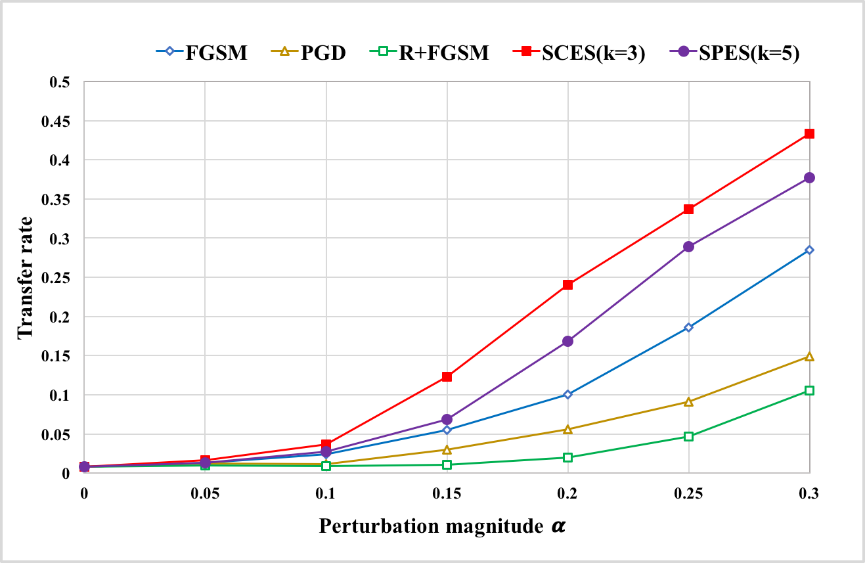 FGSM PGD R+FGSM SCES(k=3) SPES(k=5)
0.5
0.45
0.4
0.35
0.3
0.25
0.2
0.15
0.1
0.05
0
Transfer rate
0 0.05 0.1 0.15 0.2 0.25 0.3
Perturbation magnitude α